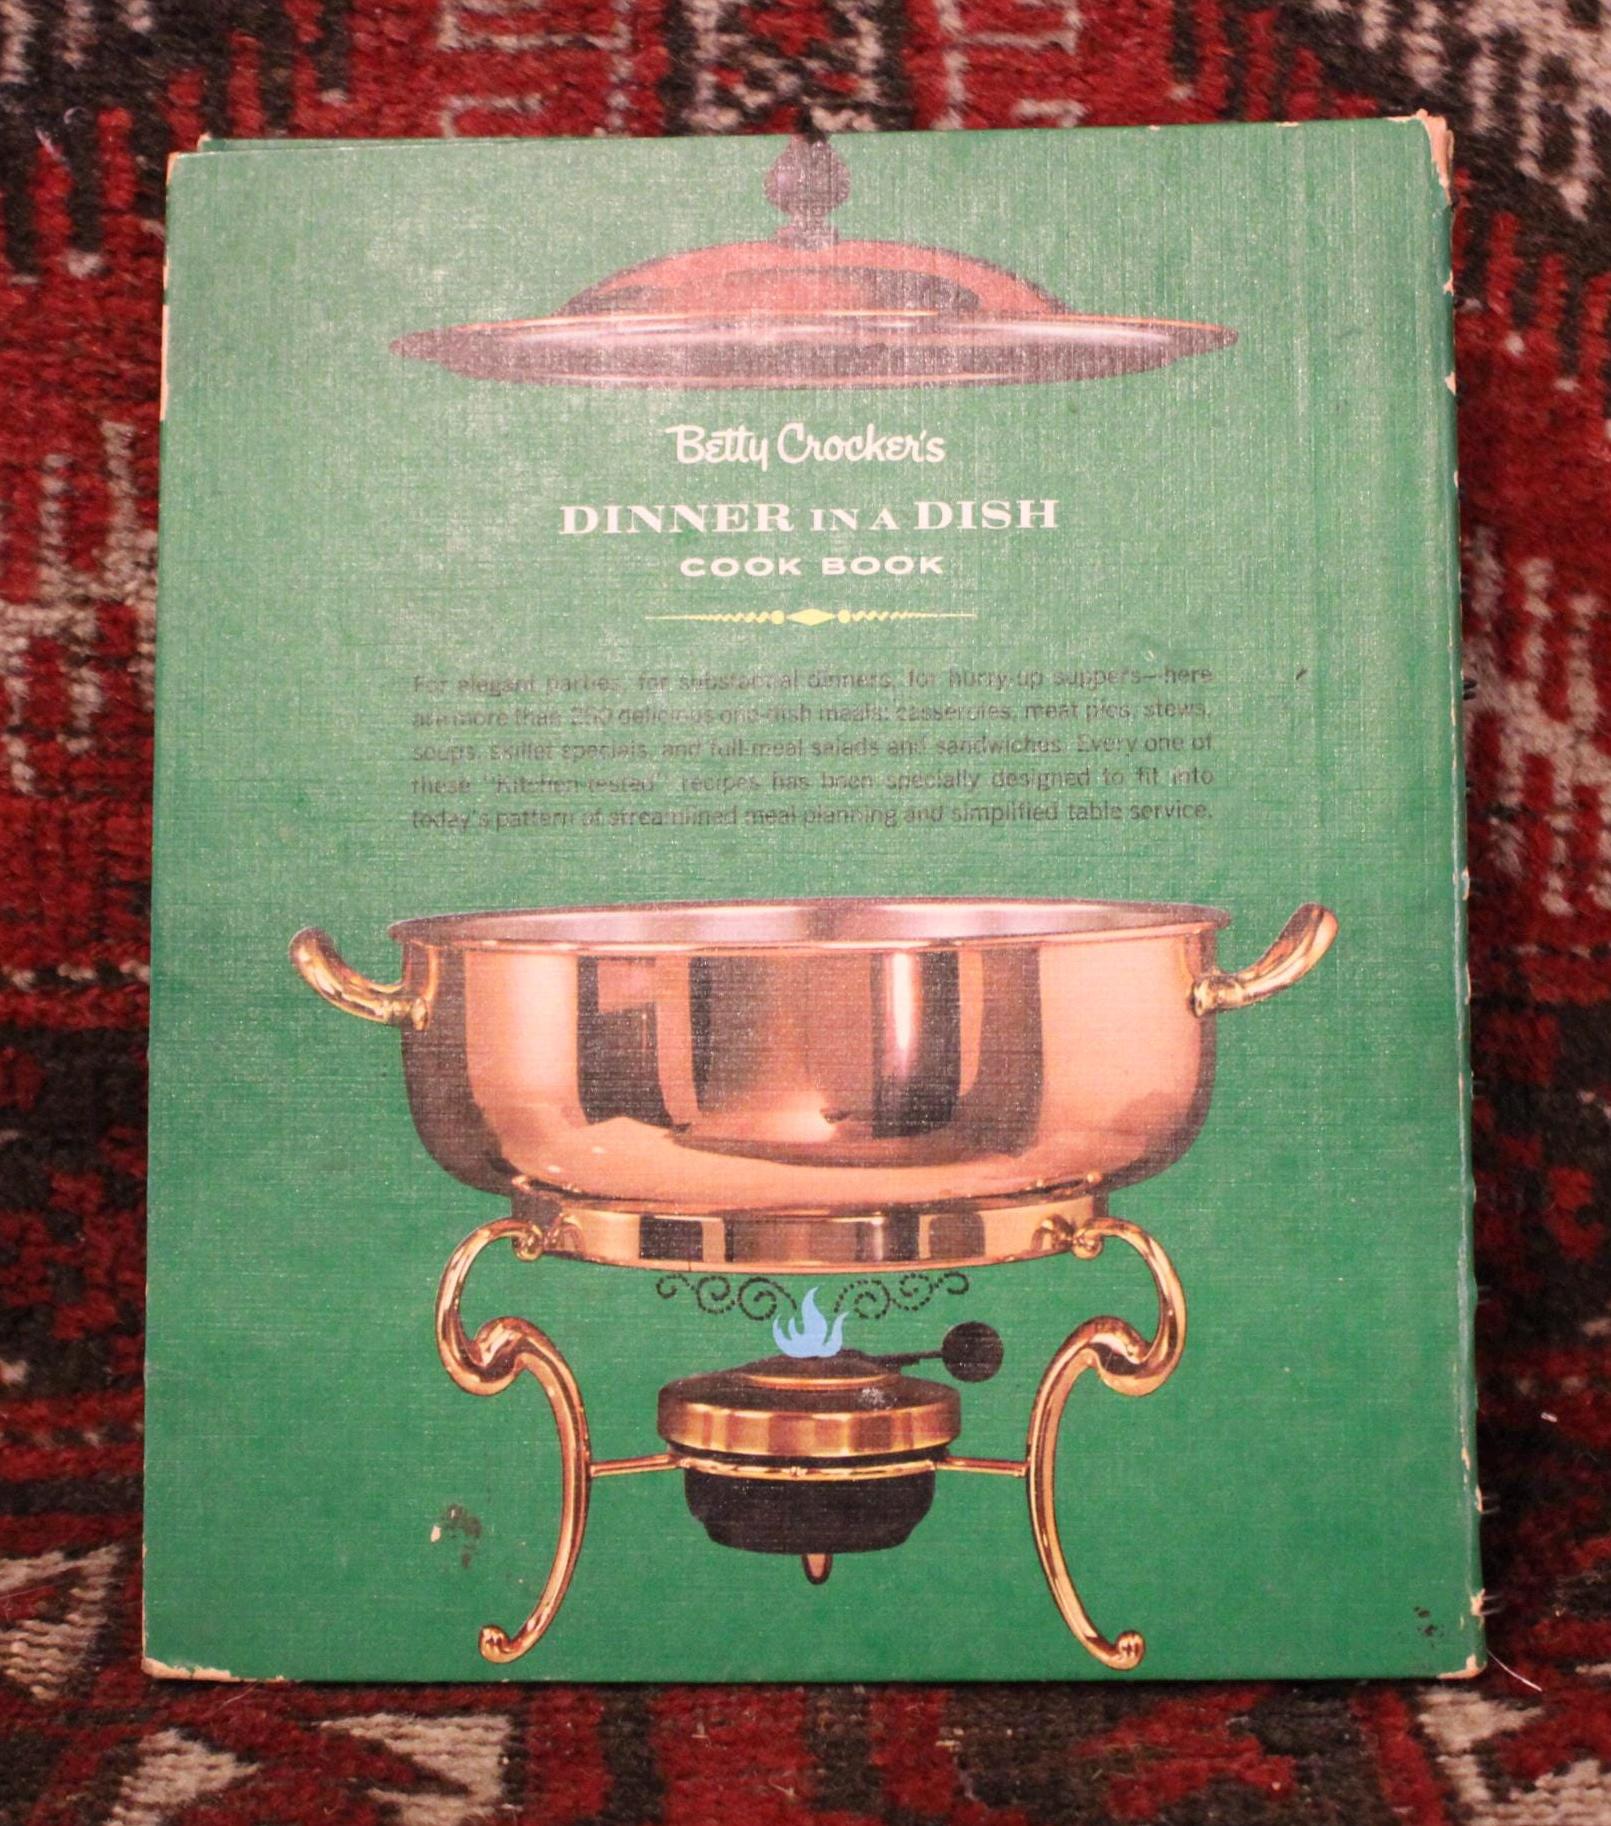 Betty Crocker's
DINNER IN A DISH
COOK BOOK
For elegant parties, for substantial dinners, for hurry-up suppers—here
are more than 250 delicious one-dish meals: casseroles, meat pies, stews,
soups, skillet specials, and full-meal salads and sandwiches. Every one of
these "Kitchen-tested" recipes has been specially designed to fit into
today's pattern of streamlined meal planning and simplified table service.